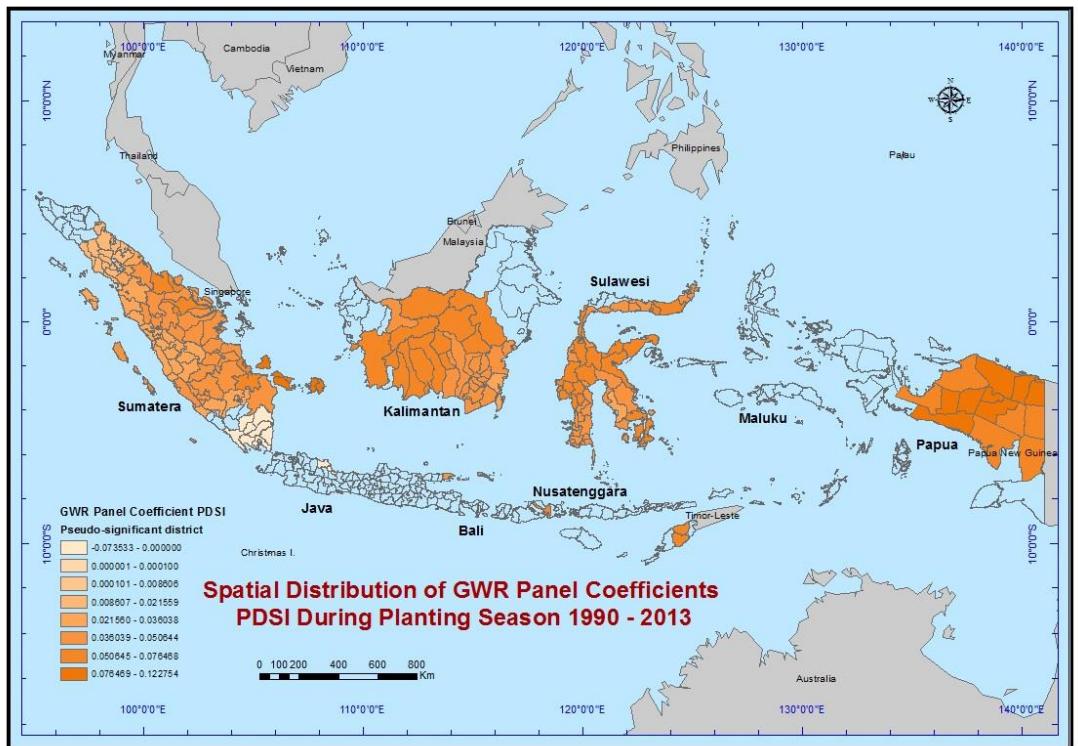 100°0'0"E 110°0'0"E 120°0'0"E 130°0'0"E 140°0'0"E
Myanmar
Cambodia
Vietnam
10°0'0"N
10°0'0"N
N
W E
S
Thailand
Philippines
Palau
Brunei
Malaysia
Singapore
Sulawesi
0°0'0"
0°0'0"
Sumatera
Kalimantan
Maluku
Papua
Papua New Guinea
Java
Bali
Nusatenggara
Timor-Leste
10°0'0"S
10°0'0"S
Christmas I.
GWR Panel Coefficient PDSI
Pseudo-significant district
-0.073533 - 0.000000
0.000001 - 0.000100
0.000101 - 0.008606
0.008607 - 0.021559
0.021560 - 0.036038
0.036039 - 0.050644
0.050645 - 0.076468
0.076469 - 0.122754
Spatial Distribution of GWR Panel Coefficients
PDSI During Planting Season 1990 - 2013
0 100 200 400 600 800
Km
Australia
100°0'0"E 110°0'0"E 120°0'0"E 130°0'0"E 140°0'0"E